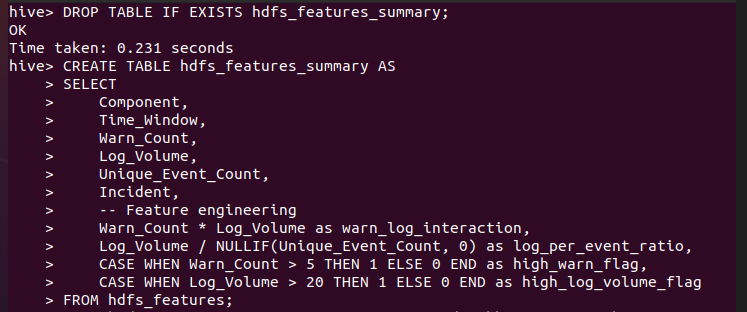 hive> DROP TABLE IF EXISTS hdfs_features_summary;
OK
Time taken: 0.231 seconds
hive> CREATE TABLE hdfs_features_summary AS
    > SELECT
    >     Component,
    >     Time_Window,
    >     Warn_Count,
    >     Log_Volume,
    >     Unique_Event_Count,
    >     Incident,
    >     -- Feature engineering
    >     Warn_Count * Log_Volume as warn_log_interaction,
    >     Log_Volume / NULLIF(Unique_Event_Count, 0) as log_per_event_ratio,
    >     CASE WHEN Warn_Count > 5 THEN 1 ELSE 0 END as high_warn_flag,
    >     CASE WHEN Log_Volume > 20 THEN 1 ELSE 0 END as high_log_volume_flag
    > FROM hdfs_features;